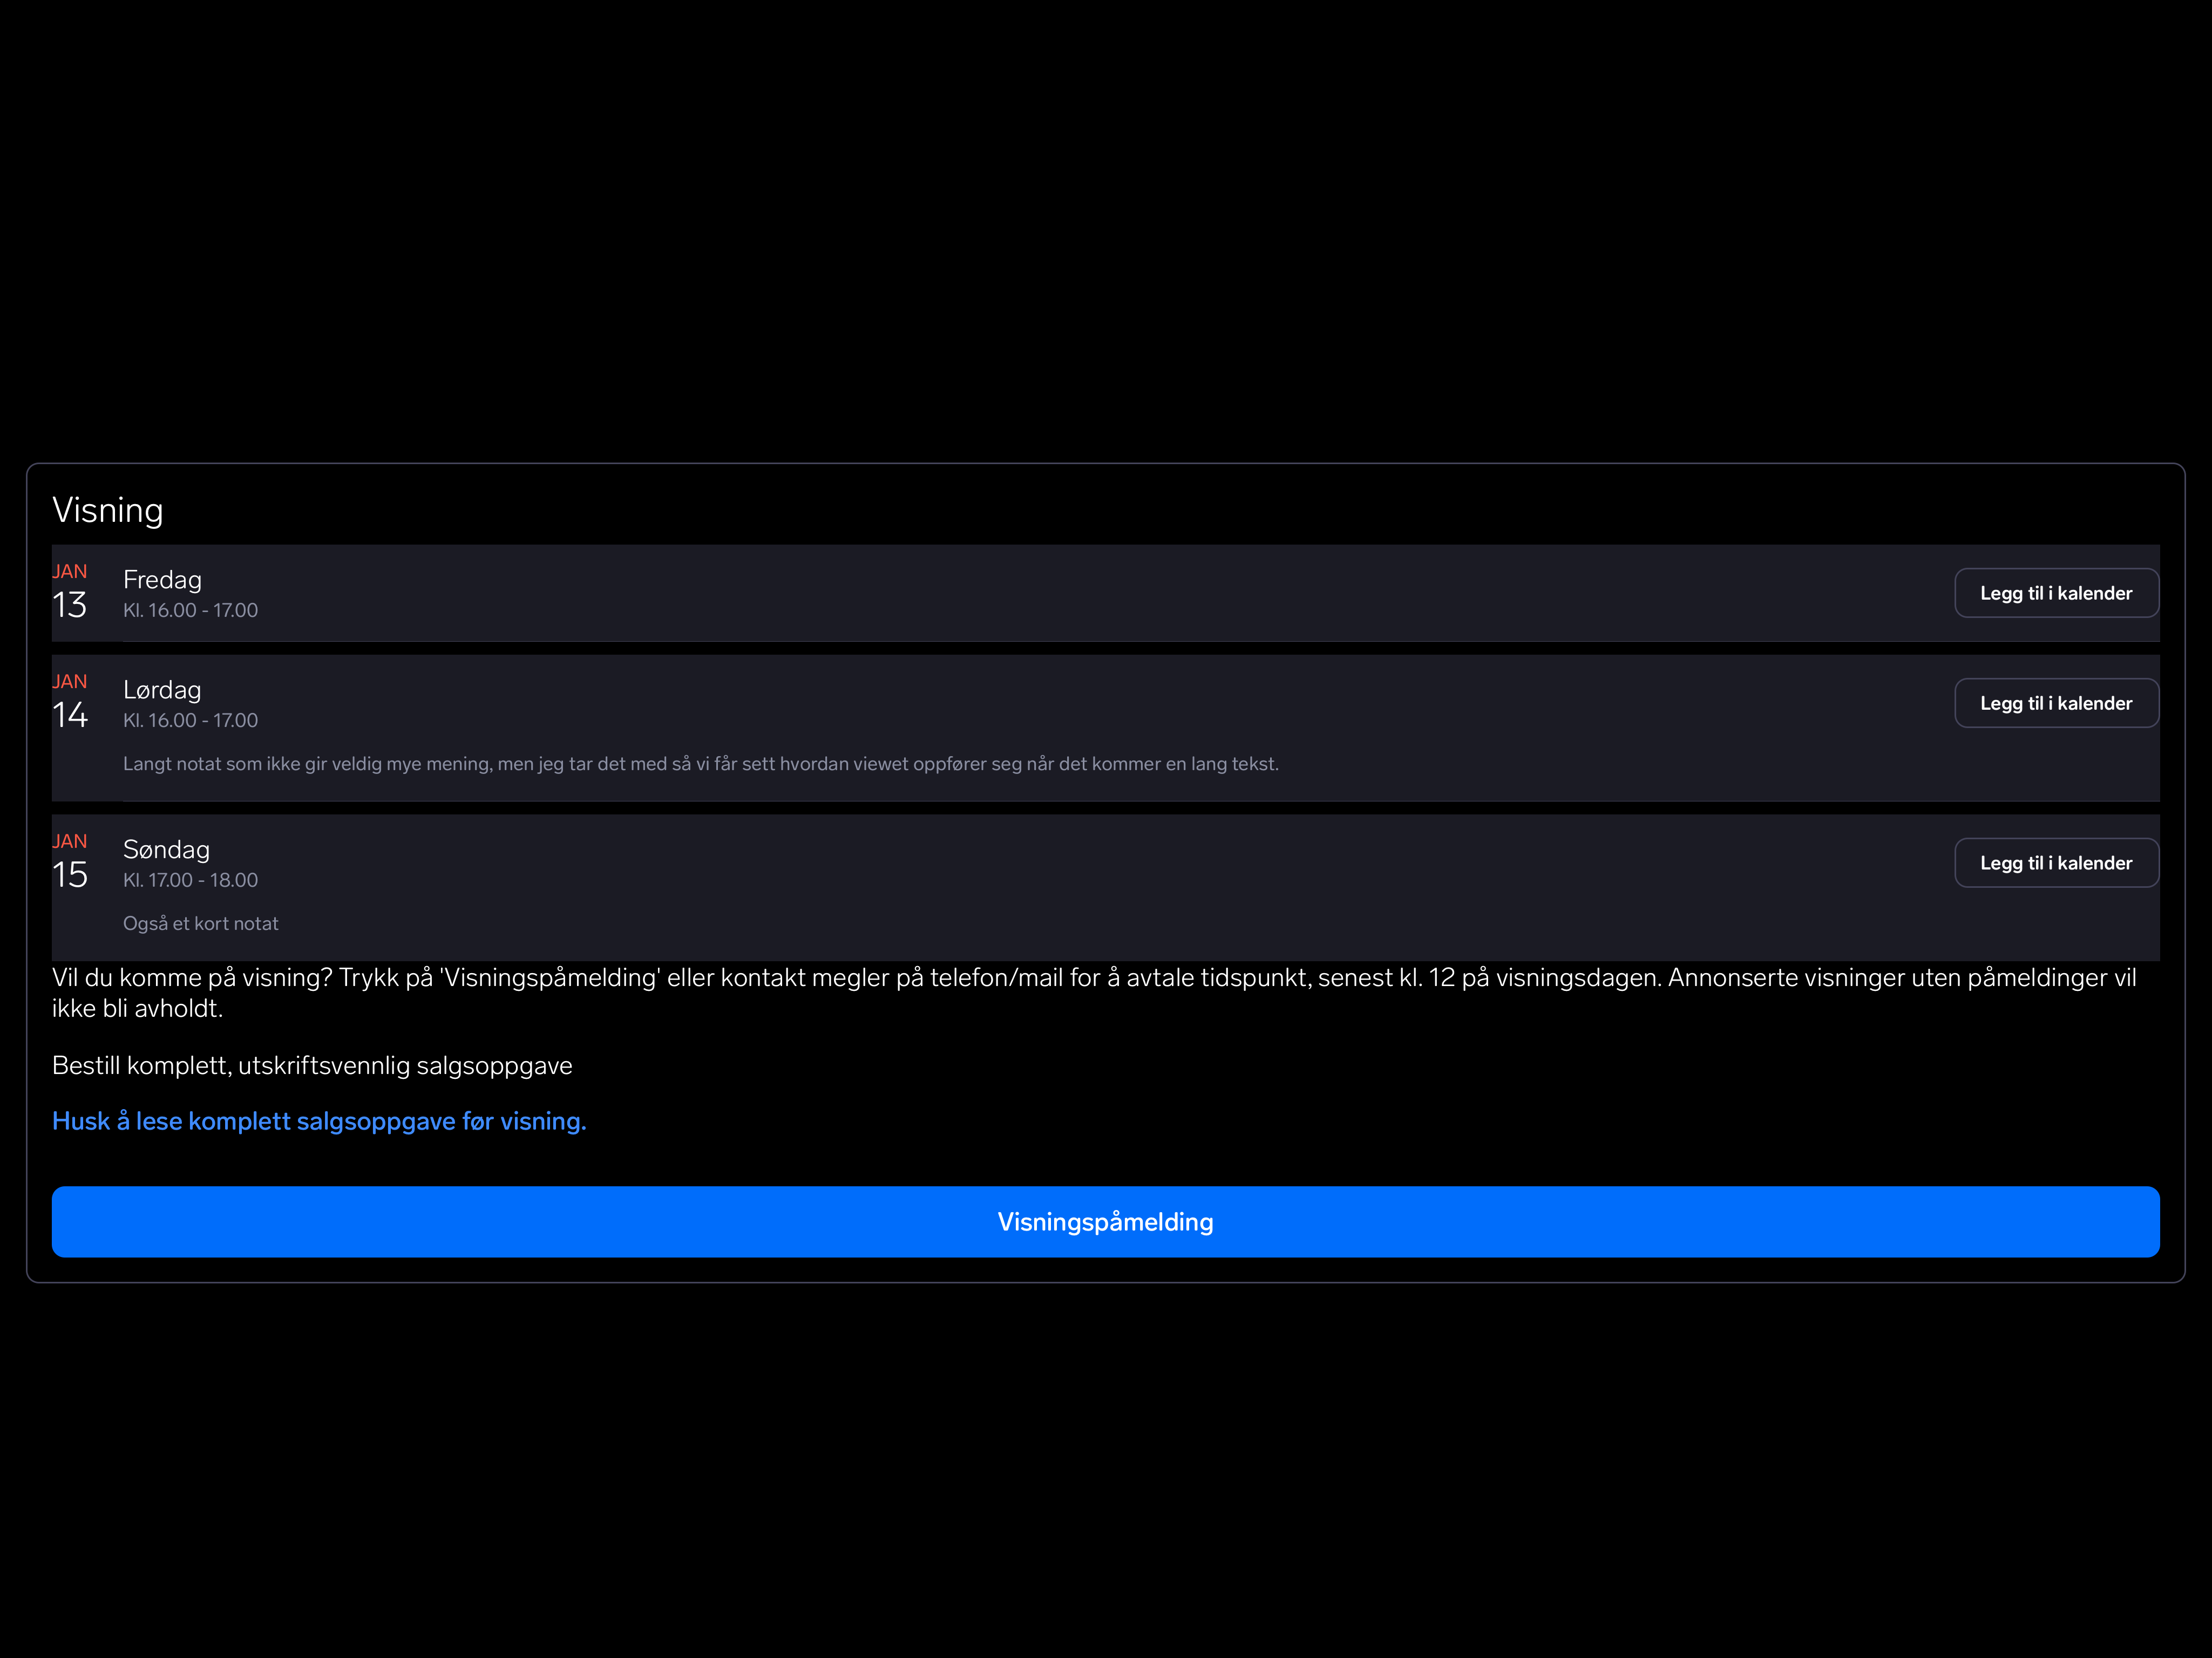 Visning
JAN
13
Fredag
Kl. 16.00 - 17.00
Legg til i kalender
JAN
14
Lørdag
Kl. 16.00 - 17.00
Legg til i kalender
Langt notat som ikke gir veldig mye mening, men jeg tar det med så vi får sett hvordan viewet oppfører seg når det kommer en lang tekst.
JAN
15
Søndag
Kl. 17.00 - 18.00
Legg til i kalender
Også et kort notat
Vil du komme på visning? Trykk på 'Visningspåmelding' eller kontakt megler på telefon/mail for å avtale tidspunkt, senest kl. 12 på visningsdagen. Annonserte visninger uten påmeldinger vil
ikke bli avholdt.
Bestill komplett, utskriftsvennlig salgsoppgave
Husk å lese komplett salgsoppgave før visning.
Visningspåmelding